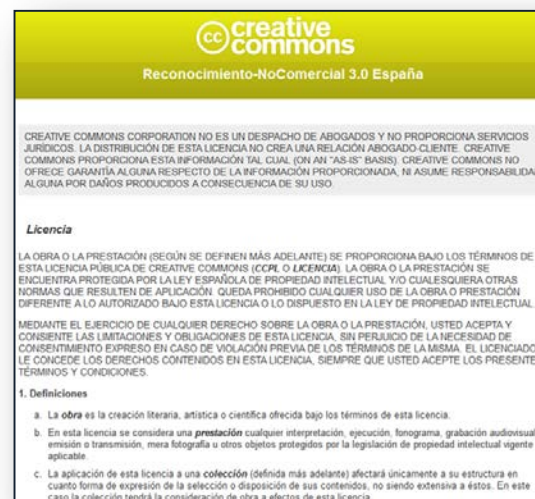 cc creative
commons
Reconocimiento-NoComercial 3.0 España
CREATIVE COMMONS CORPORATION NO ES UN DESPACHO DE ABOGADOS Y NO PROPORCIONA SERVICIOS
JURÍDICOS. LA DISTRIBUCIÓN DE ESTA LICENCIA NO CREA UNA RELACIÓN ABOGADO-CLIENTE. CREATIVE
COMMONS PROPORCIONA ESTA INFORMACIÓN TAL CUAL (ON AN "AS-IS" BASIS). CREATIVE COMMONS NO
OFRECE GARANTÍA ALGUNA RESPECTO DE LA INFORMACIÓN PROPORCIONADA, NI ASUME RESPONSABILIDA
ALGUNA POR DAÑOS PRODUCIDOS A CONSECUENCIA DE SU USO.
Licencia
LA OBRA O LA PRESTACIÓN (SEGÚN SE DEFINEN MÁS ADELANTE) SE PROPORCIONA BAJO LOS TÉRMINOS DE
ESTA LICENCIA PÚBLICA DE CREATIVE COMMONS (CCPL O LICENCIA). LA OBRA O LA PRESTACIÓN SE
ENCUENTRA PROTEGIDA POR LA LEY ESPAÑOLA DE PROPIEDAD INTELECTUAL Y/O CUALESQUIERA OTRAS
NORMAS QUE RESULTEN DE APLICACIÓN. QUEDA PROHIBIDO CUALQUIER USO DE LA OBRA O PRESTACIÓN
DIFERENTE A LO AUTORIZADO BAJO ESTA LICENCIA O LO DISPUESTO EN LA LEY DE PROPIEDAD INTELECTUAL.
MEDIANTE EL EJERCICIO DE CUALQUIER DERECHO SOBRE LA OBRA O LA PRESTACIÓN, USTED ACEPTA Y
CONSIENTE LAS LIMITACIONES Y OBLIGACIONES DE ESTA LICENCIA, SIN PERJUICIO DE LA NECESIDAD DE
CONSENTIMIENTO EXPRESO EN CASO DE VIOLACIÓN PREVIA DE LOS TÉRMINOS DE LA MISMA. EL LICENCIADO
LE CONCEDE LOS DERECHOS CONTENIDOS EN ESTA LICENCIA, SIEMPRE QUE USTED ACEPTE LOS PRESENTE
TÉRMINOS Y CONDICIONES.
1. Definiciones
a. La obra es la creación literaria, artística o científica ofrecida bajo los términos de esta licencia.
b. En esta licencia se considera una prestación cualquier interpretación, ejecución, fonograma, grabación audiovisual,
emisión o transmisión, mera fotografía u otros objetos protegidos por la legislación de propiedad intelectual vigente
aplicable.
c. La aplicación de esta licencia a una colección (definida más adelante) afectará únicamente a su estructura en
cuanto forma de expresión de la selección o disposición de sus contenidos, no siendo extensiva a éstos. En este
caso la colección tendrá la consideración de obra a efectos de esta licencia.